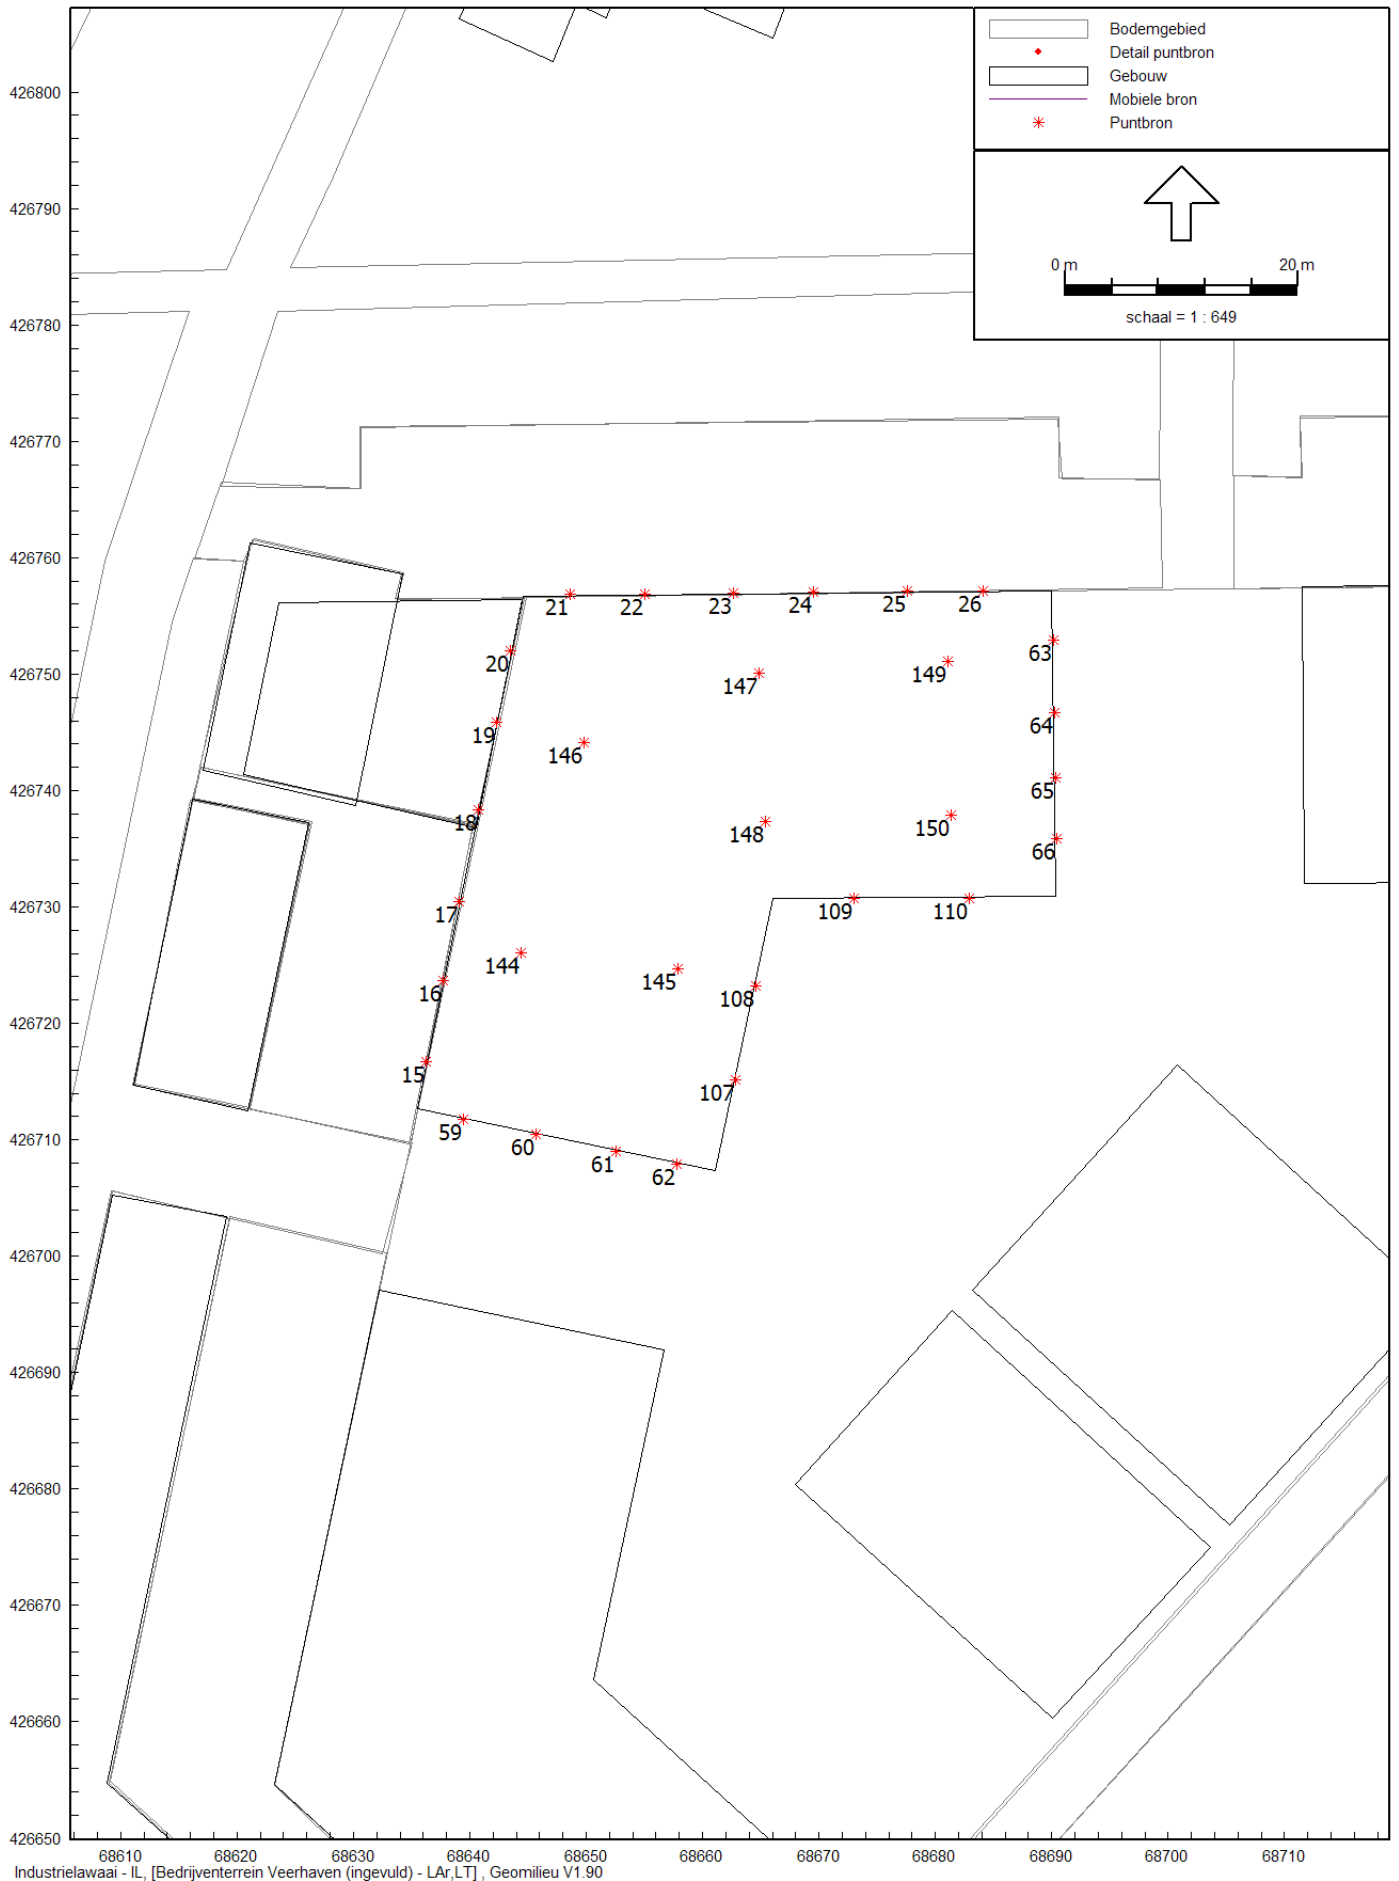 Bodemgebied
Detail puntbron
Gebouw
Mobiele bron
Puntbron
0 m 20 m
schaal = 1 : 649
426800
426790
426780
426770
426760
426750
426740
426730
426720
426710
426700
426690
426680
426670
426660
426650
21 22 23 24 25 26
20 63
147 149
19 146 64
65
18 148 150 66
17 109 110
144 145
16 108
15 107
59 60 61 62
68610 68620 68630 68640 68650 68660 68670 68680 68690 68700 68710
Industrielawaai - IL, [Bedrijventerrein Veerhaven (ingevuld) - LAr,LT] , Geomilieu V1.90